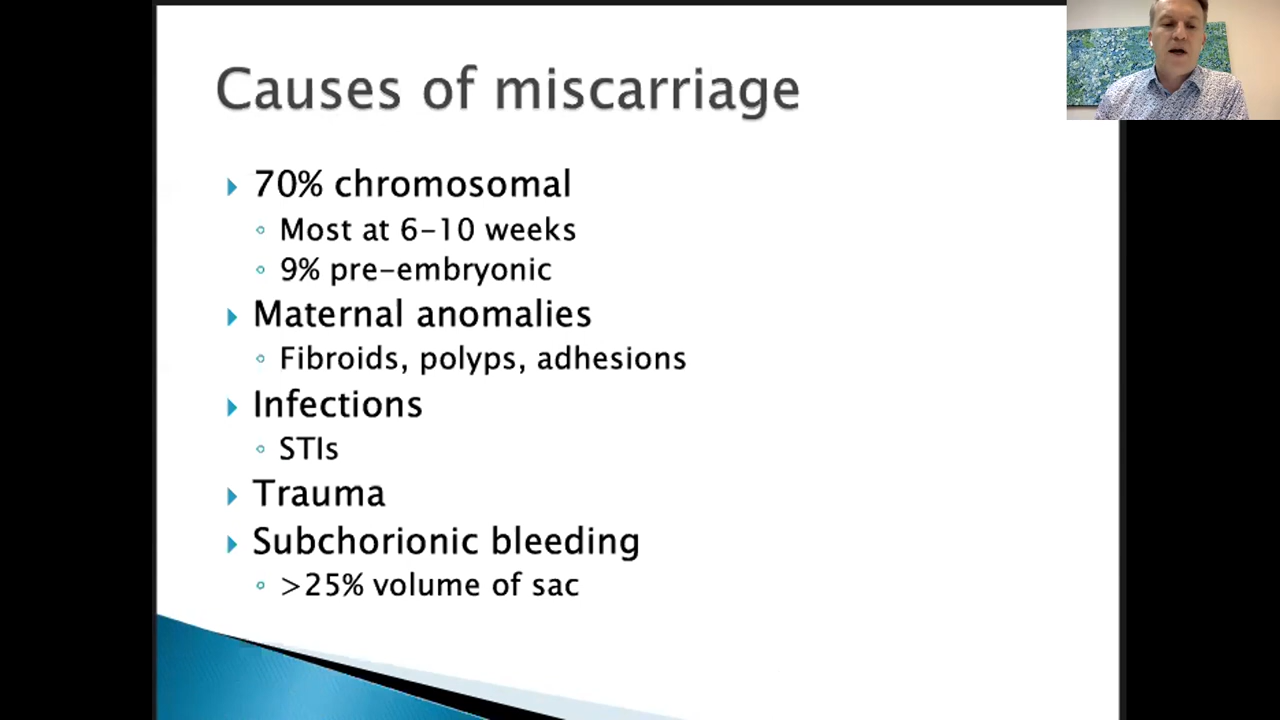 Causes of miscarriage
70% chromosomal
Most at 6-10 weeks
9% pre-embryonic
Maternal anomalies
Fibroids, polyps, adhesions
Infections
STIs
Trauma
Subchorionic bleeding
>25% volume of sac